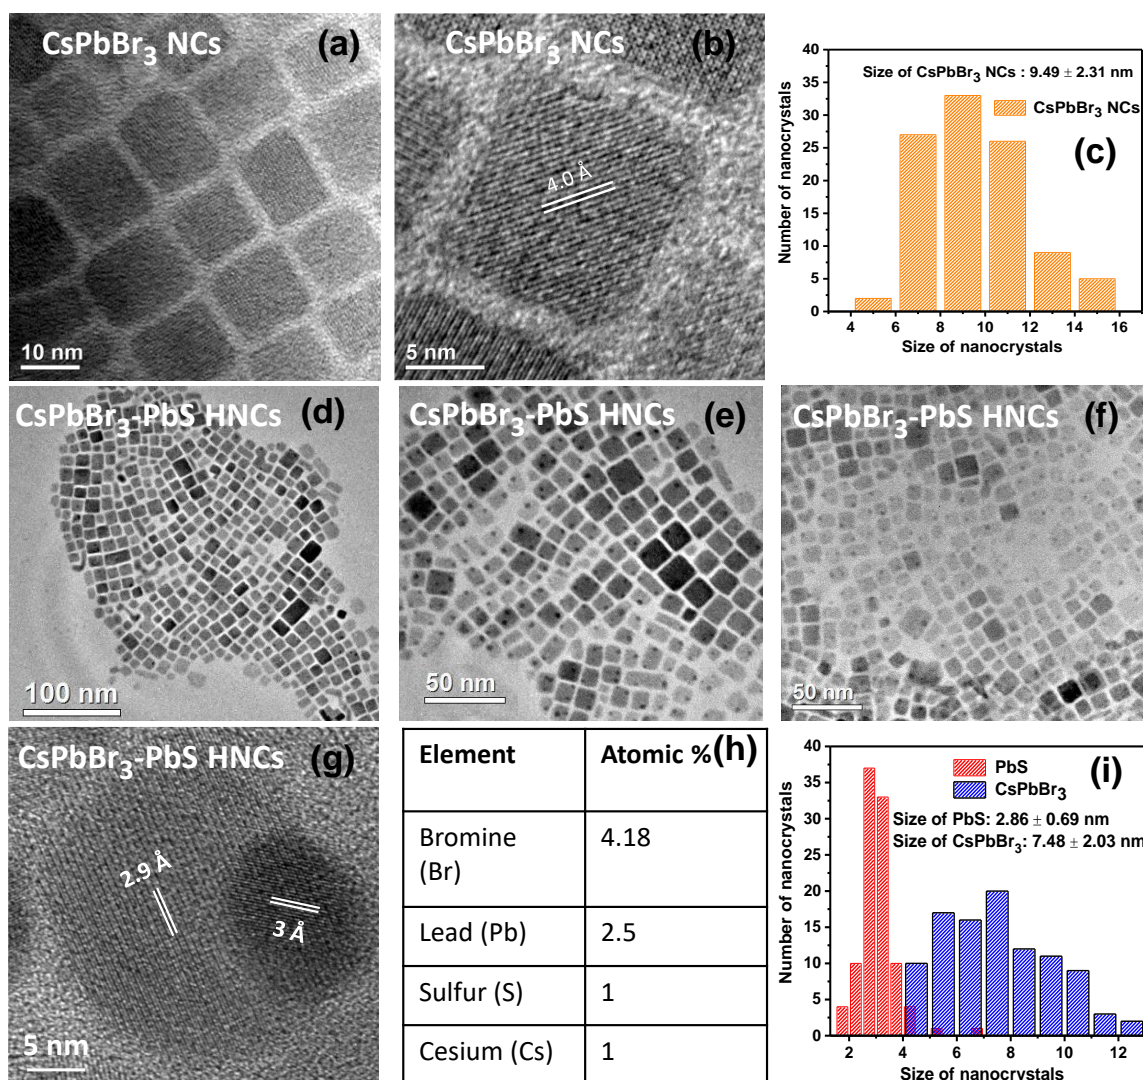 CsPbBr3 NCs (a)
10 nm
CsPbBr3 NCs (b)
4.0 Å
5 nm
40
35
30
25
20
15
10
5
0
Number of nanocrystals
Size of CsPbBr3 NCs : 9.49 ± 2.31 nm
CsPbBr3 NCs
(c)
4 6 8 10 12 14 16
Size of nanocrystals
CsPbBr3-PbS HNCs (d)
100 nm
CsPbBr3-PbS HNCs (e)
50 nm
CsPbBr3-PbS HNCs (f)
50 nm
CsPbBr3-PbS HNCs (g)
2.9 Å
3 Å
5 nm
Element Atomic % (h)
Bromine 4.18
(Br)
Lead (Pb) 2.5
Sulfur (S) 1
Cesium (Cs) 1
40
35
30
25
20
15
10
5
0
Number of nanocrystals
PbS
CsPbBr3
(i)
Size of PbS: 2.86 ± 0.69 nm
Size of CsPbBr3: 7.48 ± 2.03 nm
2 4 6 8 10 12
Size of nanocrystals